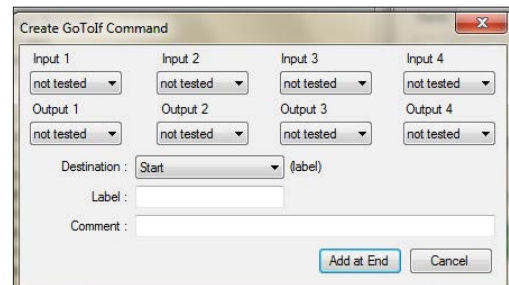 Create GoToIf Command
Input 1 Input 2 Input 3 Input 4
not tested not tested not tested not tested
Output 1 Output 2 Output 3 Output 4
not tested not tested not tested not tested
Destination : Start (label)
Label :
Comment :
Add at End Cancel